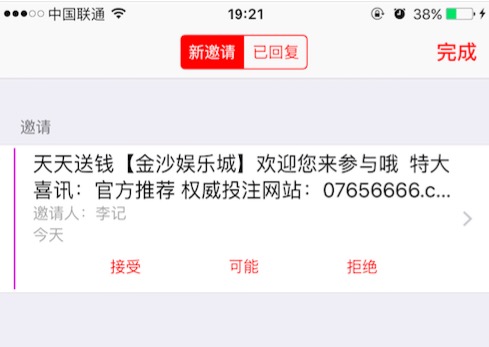 中国联通 19:21 38%
新邀请 已回复 完成
邀请
天天送钱【金沙娱乐城】欢迎您来参与哦 特大
喜讯：官方推荐 权威投注网站：07656666.c...
邀请人：李记
今天
接受 可能 拒绝